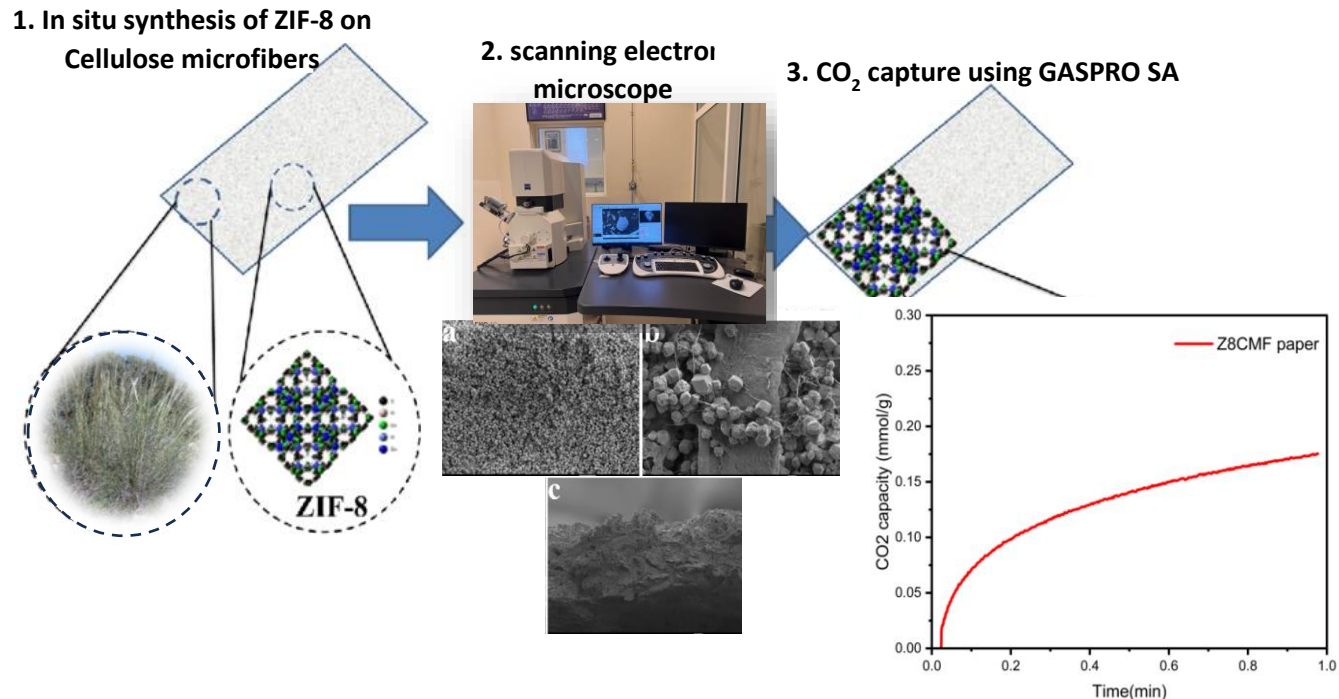 1. In situ synthesis of ZIF-8 on
Cellulose microfibers
2. scanning electron
microscope
3. CO2 capture using GASPRO SA
ZIF-8
a
b
c
Z8CMF paper
CO2 capacity (mmol/g)
0.30
0.25
0.20
0.15
0.10
0.05
0.00
0.0
0.2
0.4
0.6
0.8
1.0
Time(min)